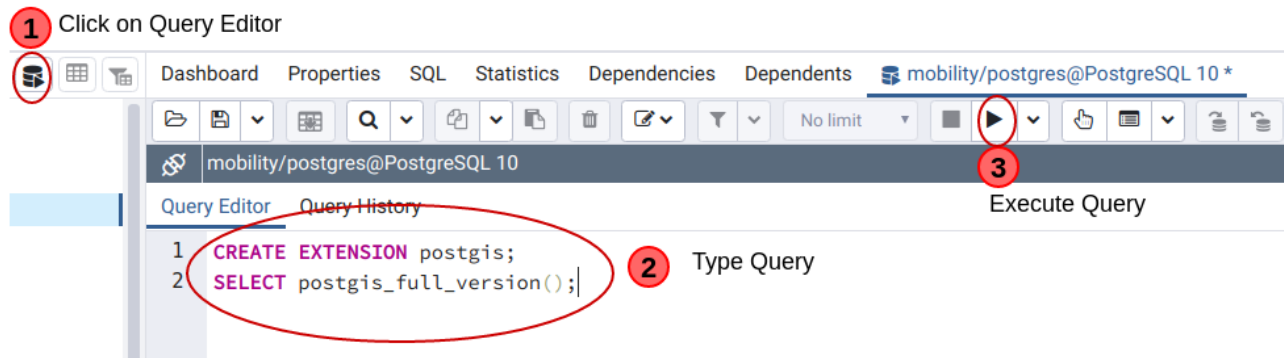 1 Click on Query Editor
Dashboard Properties SQL Statistics Dependencies Dependents mobility/postgres@PostgreSQL 10 *
No limit
mobility/postgres@PostgreSQL 10
3
Query Editor Query History
Execute Query
1 CREATE EXTENSION postgis;
2 SELECT postgis_full_version();
2 Type Query